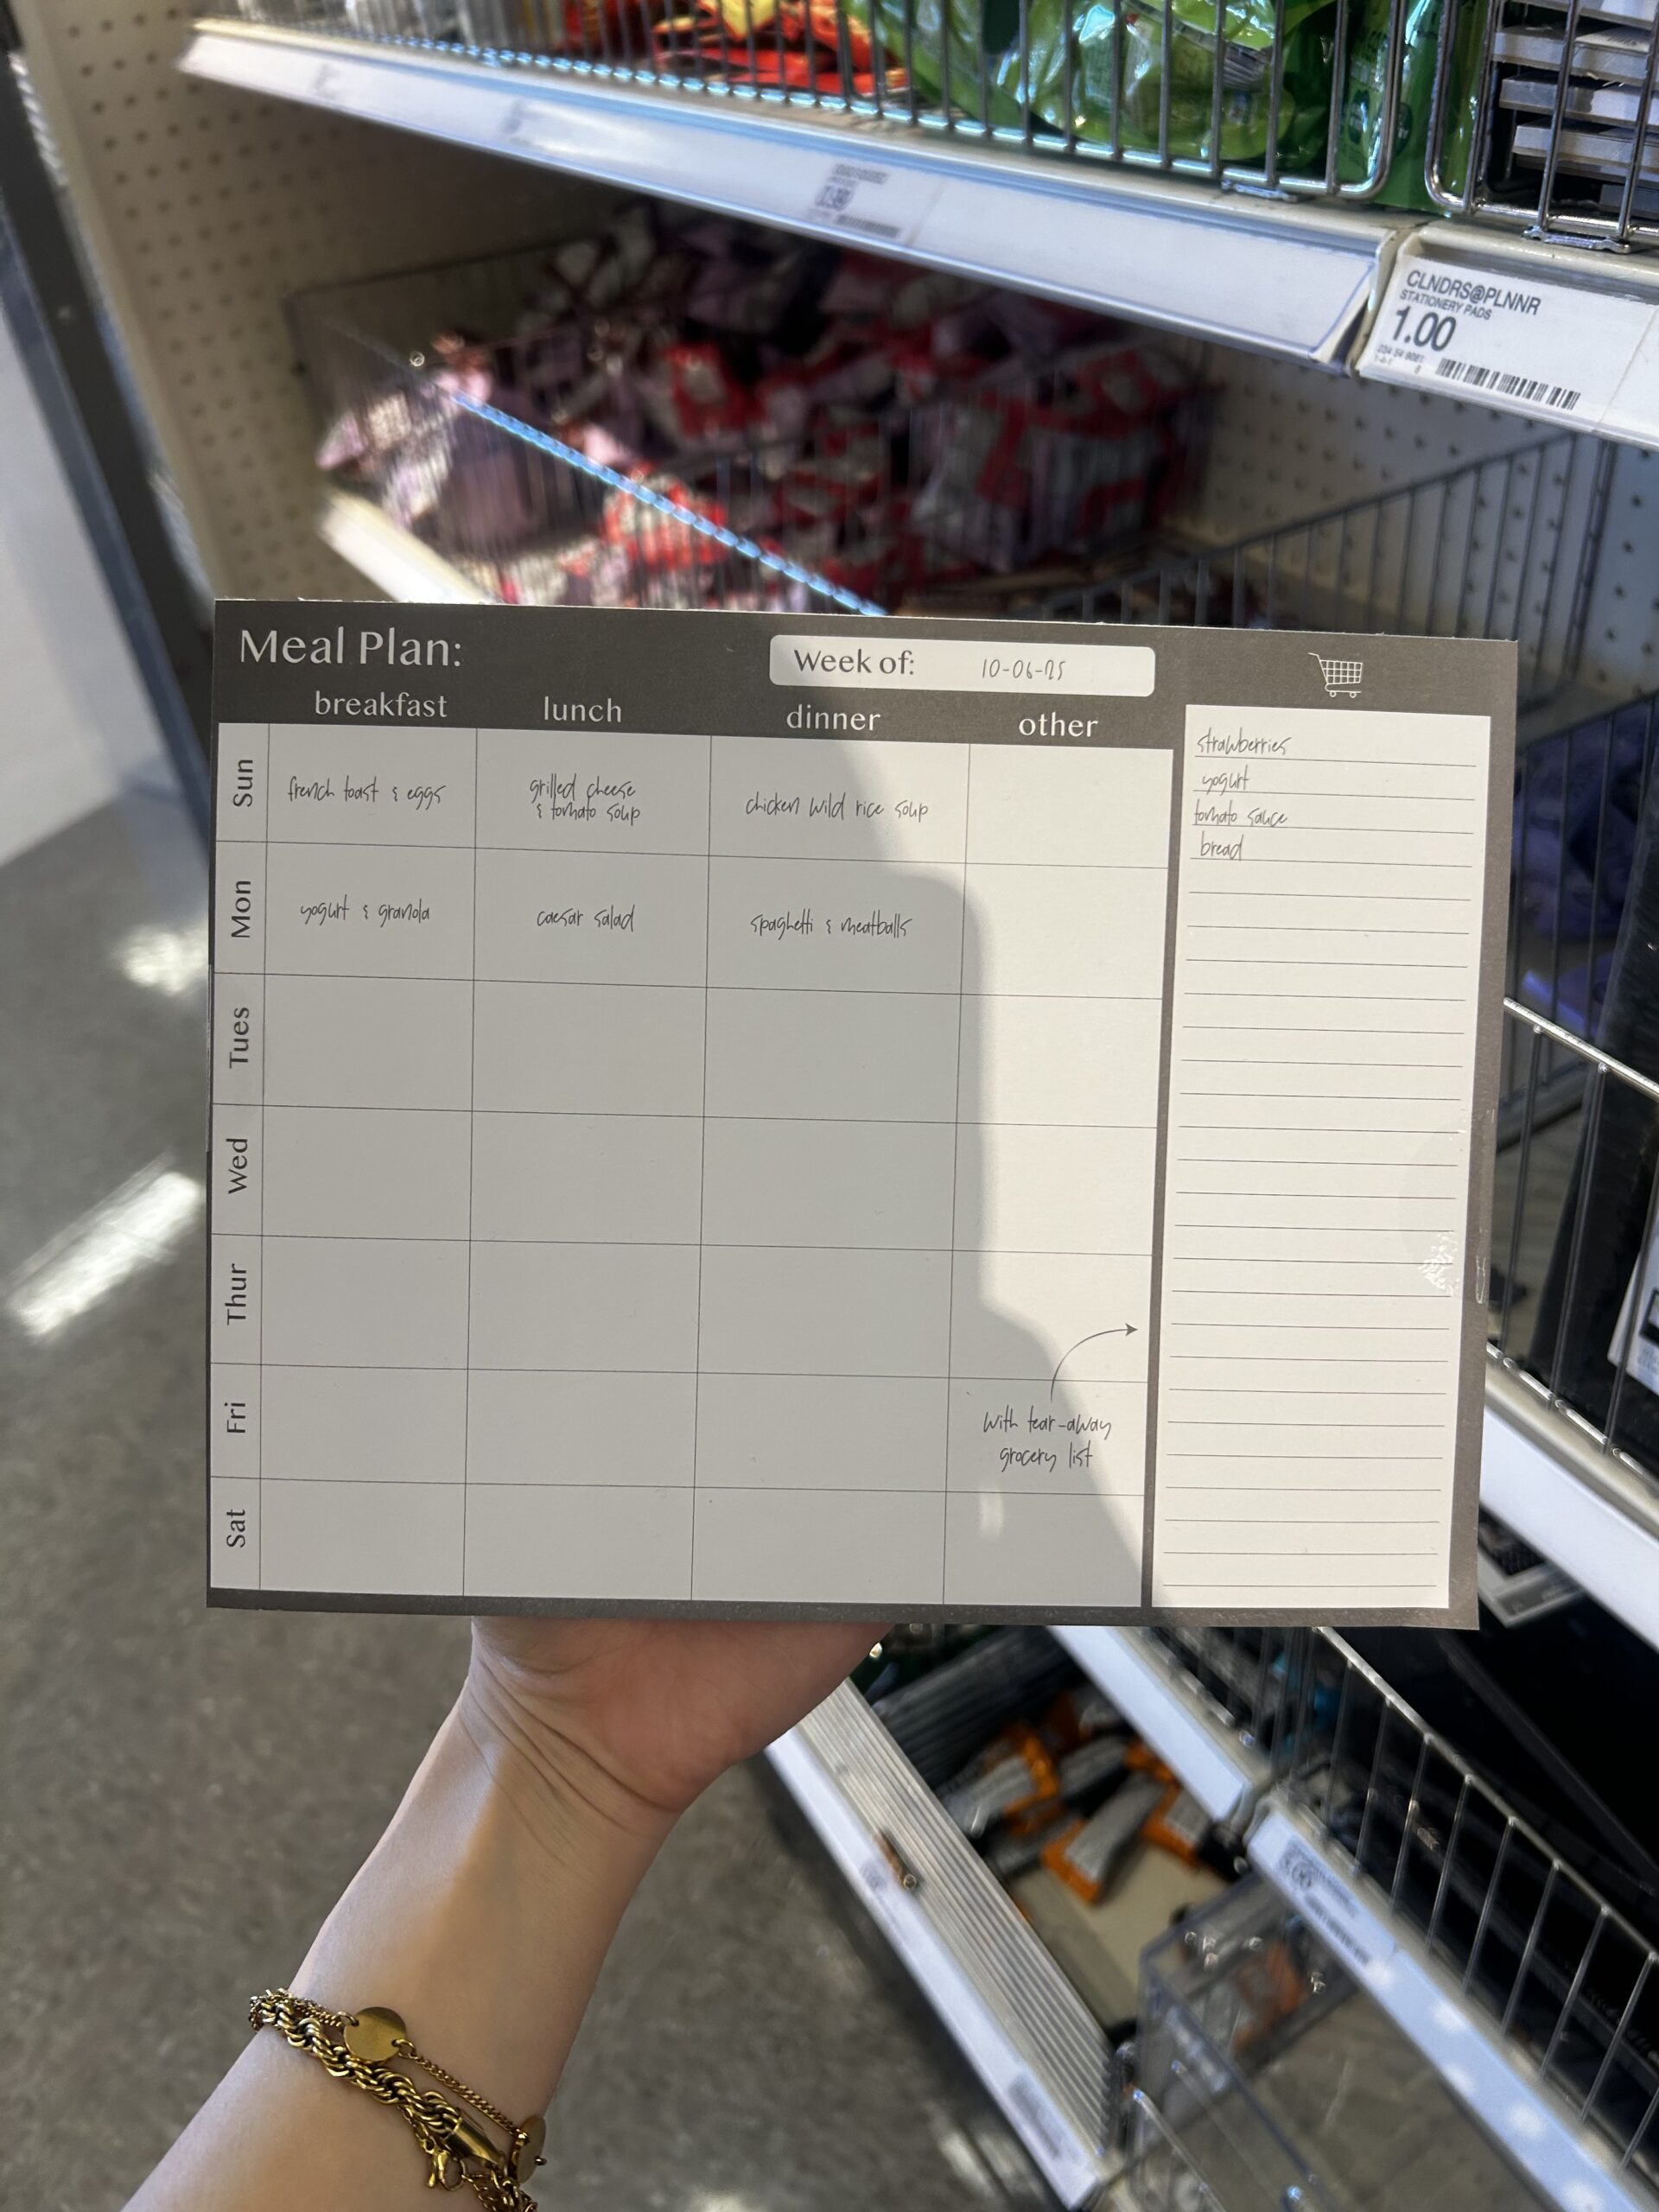 CLNDRS@PLNNR
STATIONERY PADS
1.00
Meal Plan:
Week of: 10-06-25
breakfast lunch dinner other
Sun
french toast & eggs
grilled cheese
& tomato soup
chicken wild rice soup
Mon
yogurt & granola
caesar salad
spaghetti & meatballs
Tues
Wed
Thur
Fri
with tear-away
grocery list
Sat
strawberries
yogurt
tomato sauce
bread